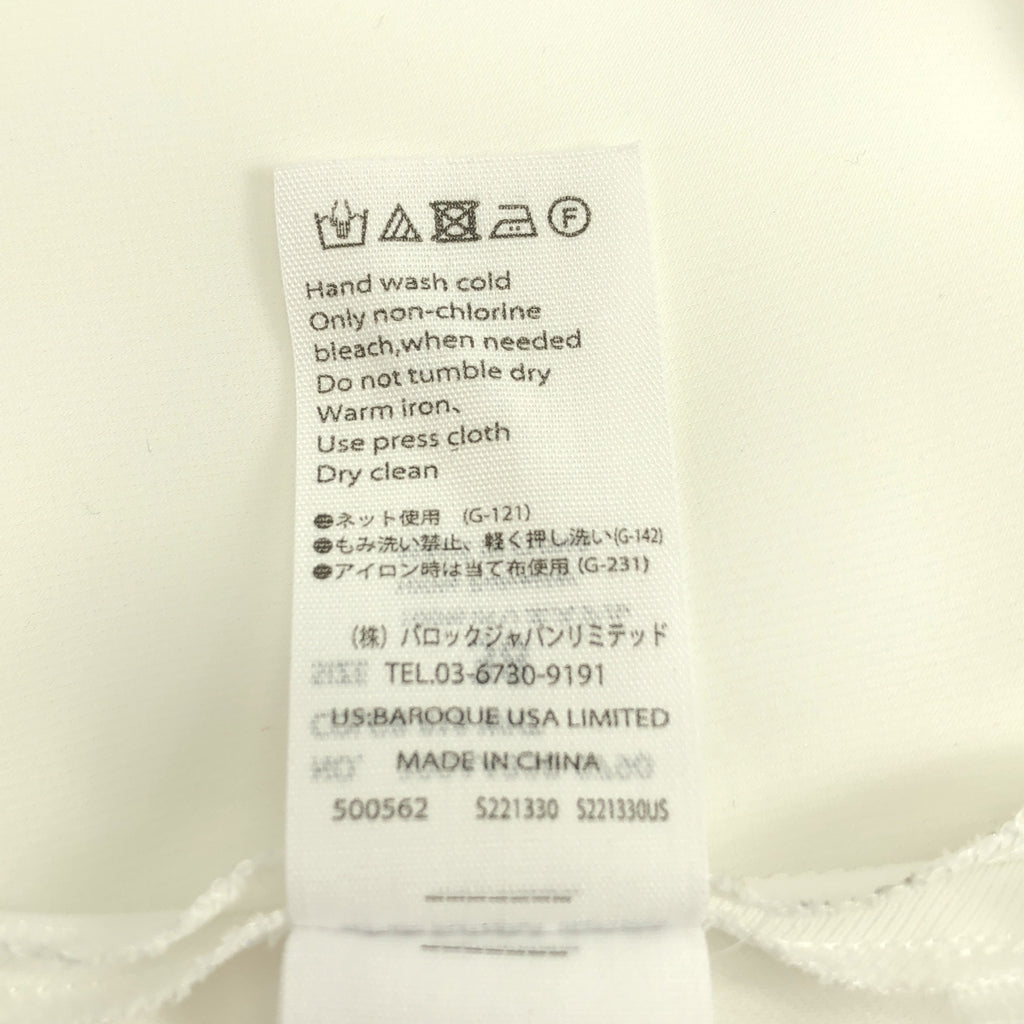 F
Hand wash cold
Only non-chlorine
bleach,when needed
Do not tumble dry
Warm iron、
Use press cloth
Dry clean
●ネット使用 (G-121)
●もみ洗い禁止、軽く押し洗い(G-142)
●アイロン時は当て布使用 (G-231)
(株) バロックジャパンリミテッド
TEL.03-6730-9191
US:BAROQUE USA LIMITED
MADE IN CHINA
500562 S221330 S221330US